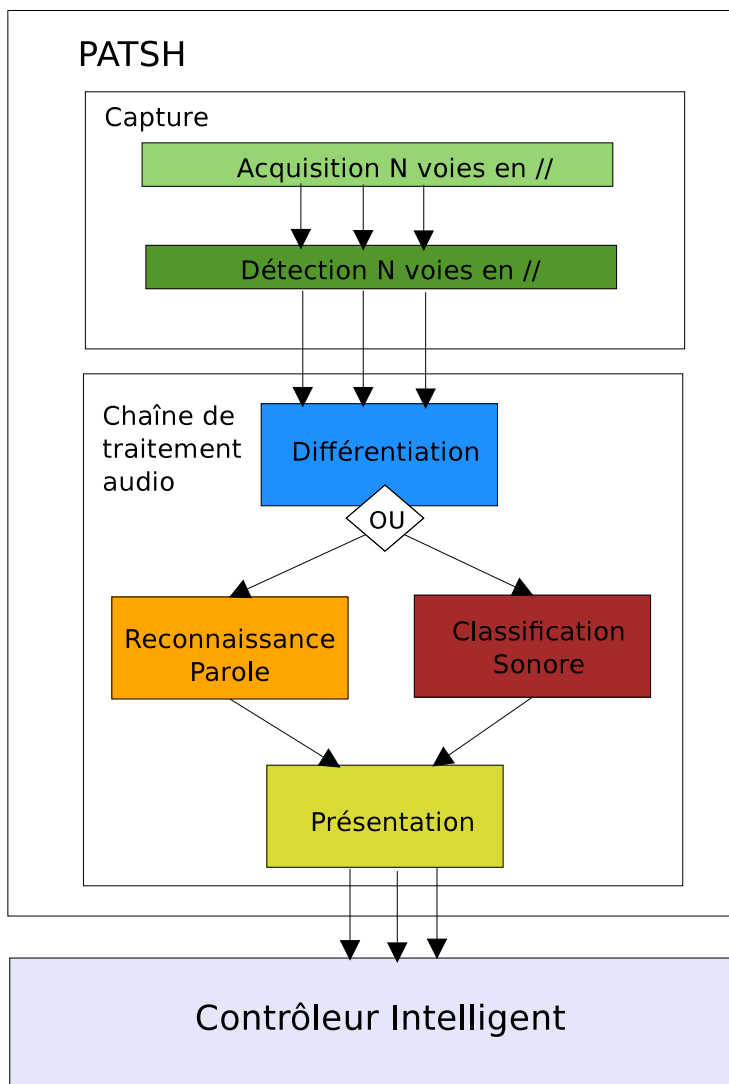 PATSH
Capture
Acquisition N voies en //
Détection N voies en //
Chaîne de
traitement
audio
Différentiation
OU
Reconnaissance
Parole
Classification
Sonore
Présentation
Contrôleur Intelligent